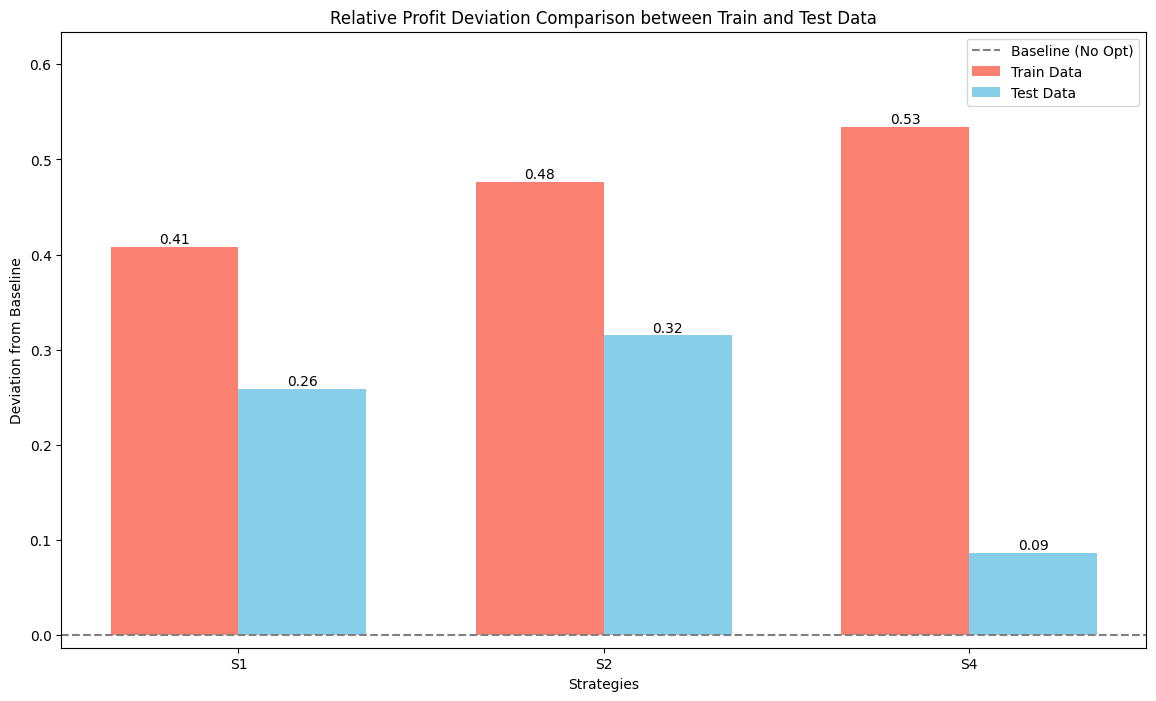 Relative Profit Deviation Comparison between Train and Test Data
Baseline (No Opt)
Train Data
Test Data
Deviation from Baseline
0.6
0.5
0.4
0.3
0.2
0.1
0.0
0.41
0.26
0.48
0.32
0.53
0.09
S1
S2
S4
Strategies